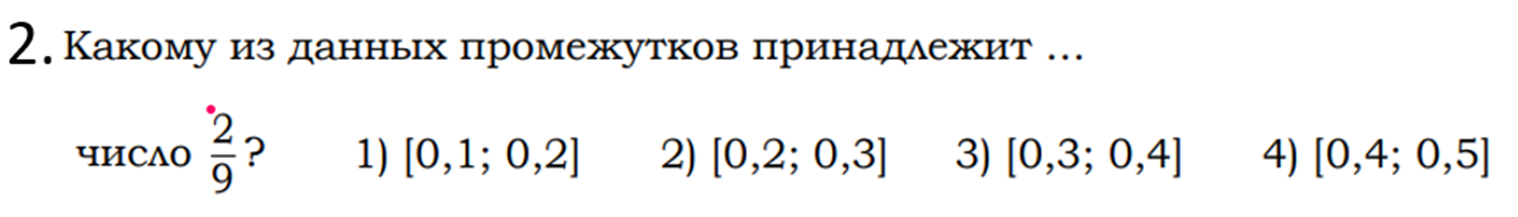 2. Какому из данных промежутков принадлежит ...
число 2/9? 1) [0,1; 0,2] 2) [0,2; 0,3] 3) [0,3; 0,4] 4) [0,4; 0,5]